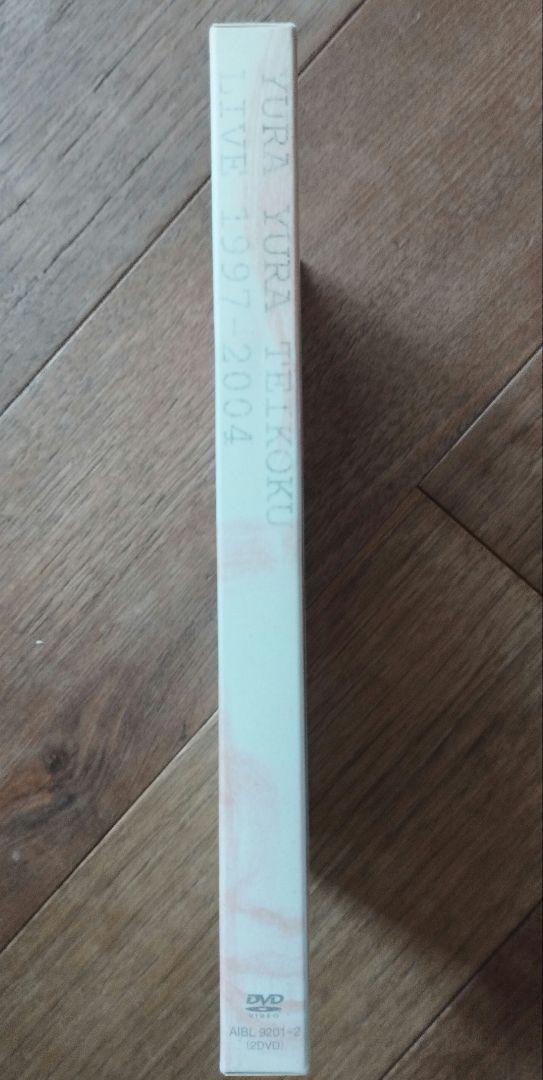 YURA YURA TEIKOKU
LIVE 1997-2004
DVD
VIDEO
AIBL 9201~2
(2DVD)